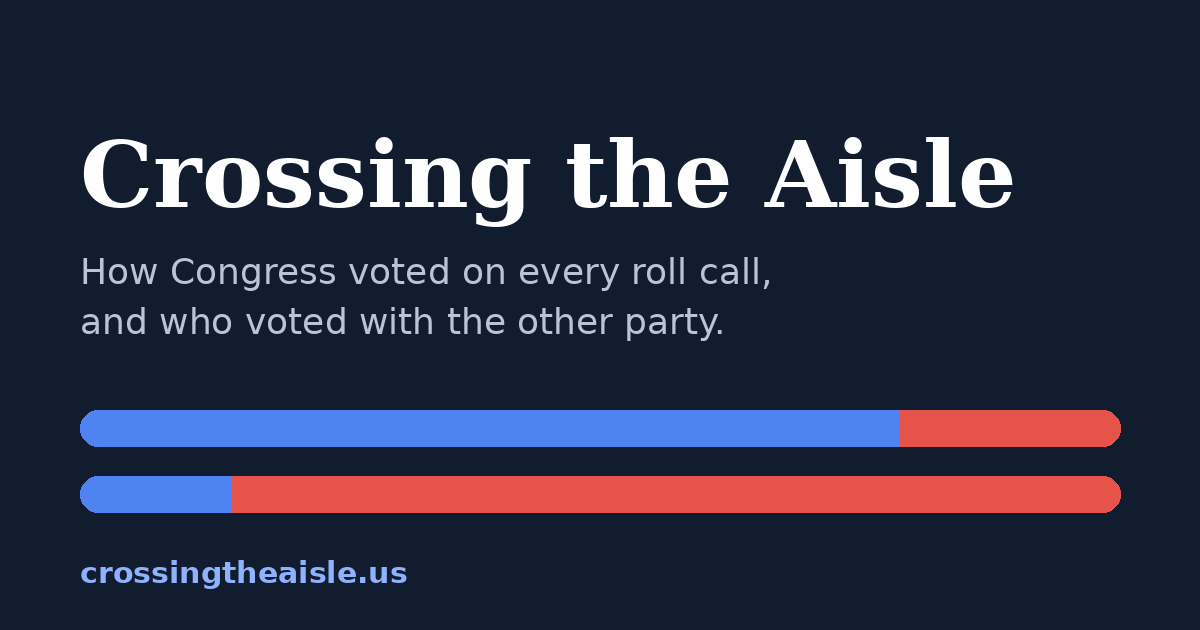 Crossing the Aisle
How Congress voted on every roll call,
and who voted with the other party.
crossingtheaisle.us